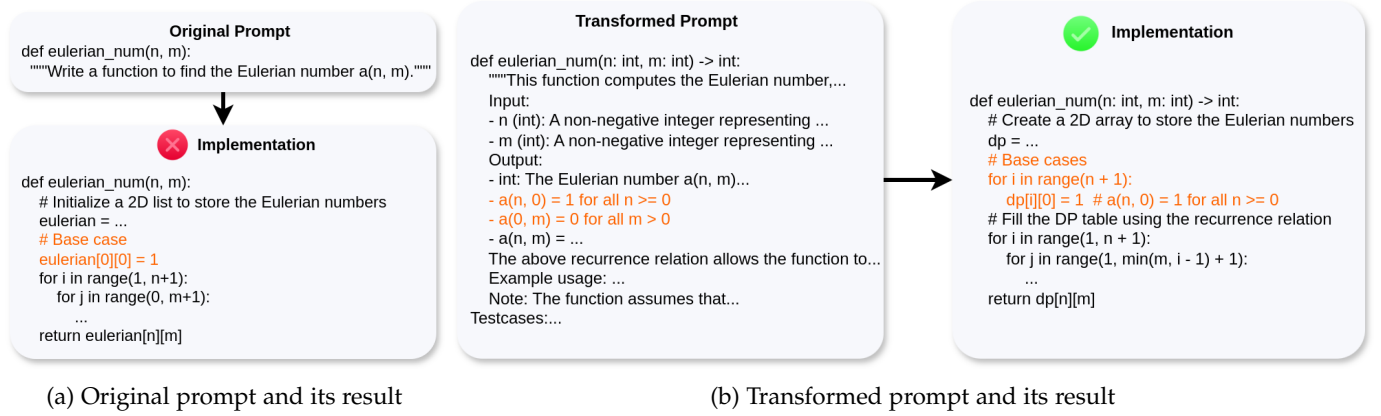 Original Prompt
def eulerian_num(n, m):
""""Write a function to find the Eulerian number a(n, m)."""
Implementation
def eulerian_num(n, m):
# Initialize a 2D list to store the Eulerian numbers
eulerian = ...
# Base case
eulerian[0][0] = 1
for i in range(1, n+1):
for j in range(0, m+1):
...
return eulerian[n][m]
(a) Original prompt and its result
Transformed Prompt
def eulerian_num(n: int, m: int) -> int:
""""This function computes the Eulerian number,...
Input:
- n (int): A non-negative integer representing ...
- m (int): A non-negative integer representing ...
Output:
- int: The Eulerian number a(n, m)...
- a(n, 0) = 1 for all n >= 0
- a(0, m) = 0 for all m > 0
- a(n, m) = ...
The above recurrence relation allows the function to...
Example usage: ...
Note: The function assumes that...
Testcases:...
Implementation
def eulerian_num(n: int, m: int) -> int:
# Create a 2D array to store the Eulerian numbers
dp = ...
# Base cases
for i in range(n + 1):
dp[i][0] = 1 # a(n, 0) = 1 for all n >= 0
# Fill the DP table using the recurrence relation
for i in range(1, n + 1):
for j in range(1, min(m, i - 1) + 1):
...
return dp[n][m]
(b) Transformed prompt and its result